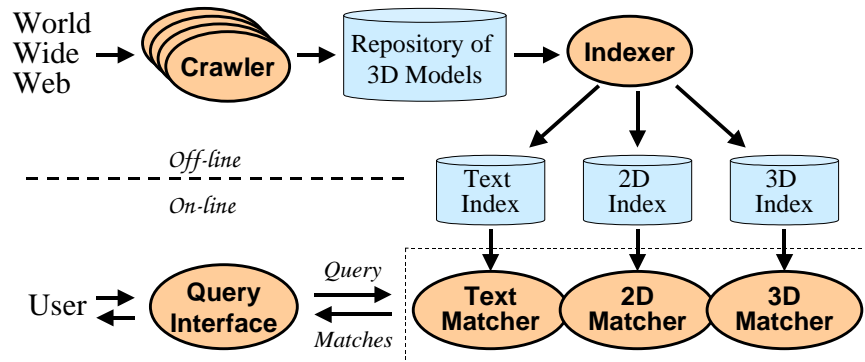 World
Wide
Web
Crawler
Repository of
3D Models
Indexer
Off-line
On-line
Text
Index
2D
Index
3D
Index
User
Query
Interface
Query
Matches
Text
Matcher
2D
Matcher
3D
Matcher